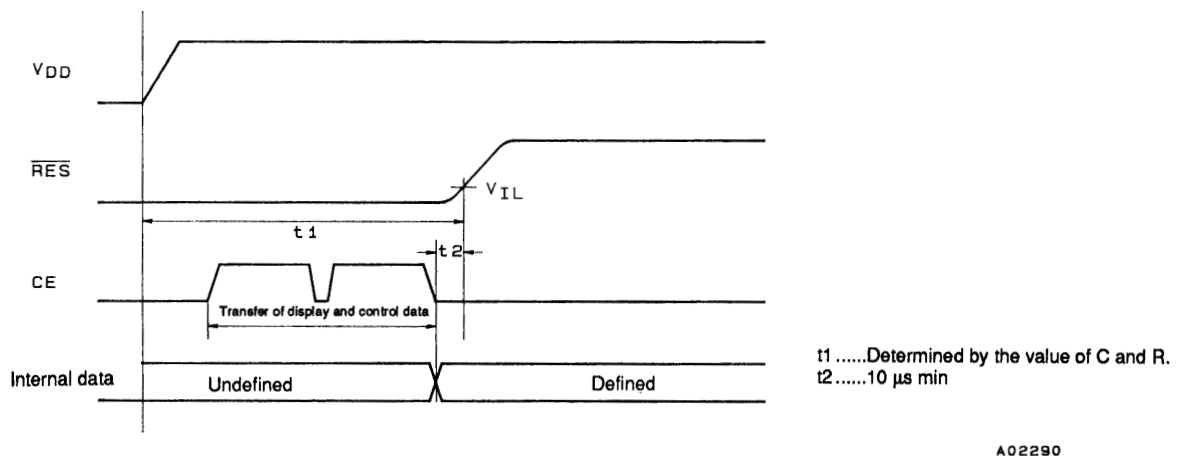 VDD
RES
VIL
t1
t2
CE
Transfer of display and control data
Internal data
Undefined
Defined
t1......Determined by the value of C and R.
t2......10 μs min
A02290